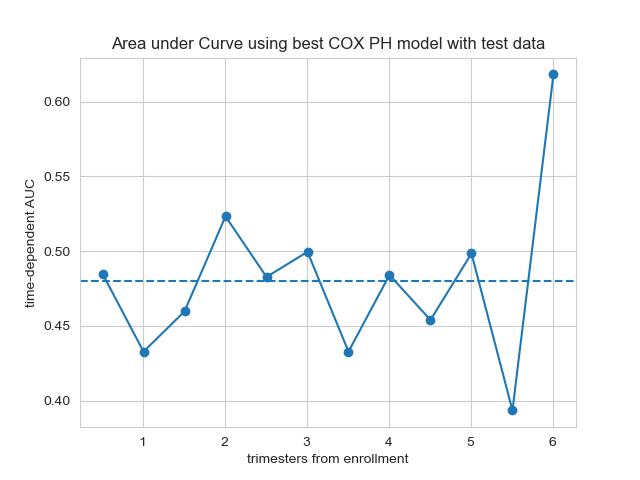 Area under Curve using best COX PH model with test data
time-dependent AUC
0.60
0.55
0.50
0.45
0.40
1 2 3 4 5 6
trimesters from enrollment